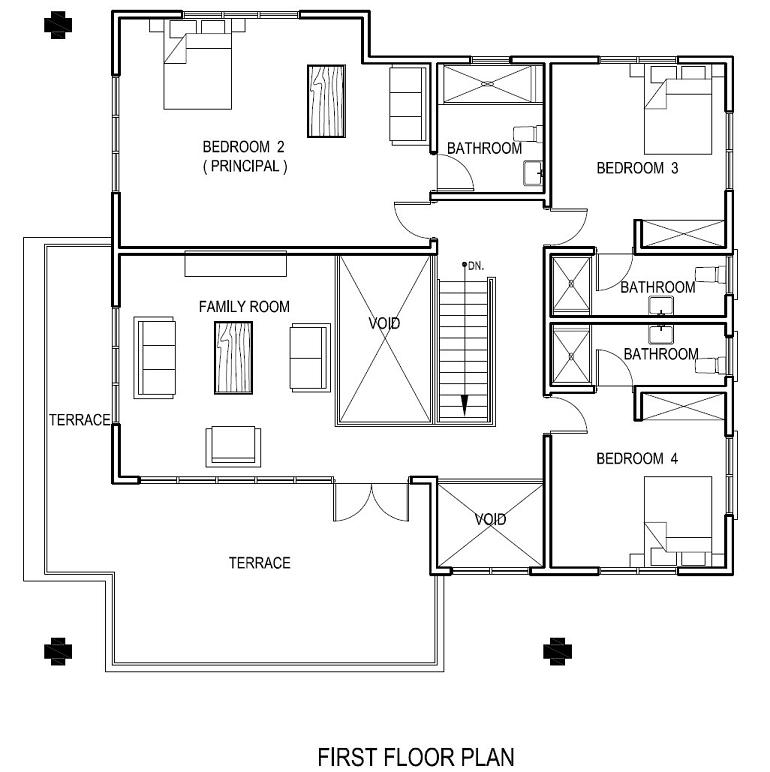 BEDROOM 2
( PRINCIPAL )
BATHROOM
BEDROOM 3
DN.
BATHROOM
FAMILY ROOM
VOID
BATHROOM
TERRACE
BEDROOM 4
VOID
TERRACE
FIRST FLOOR PLAN